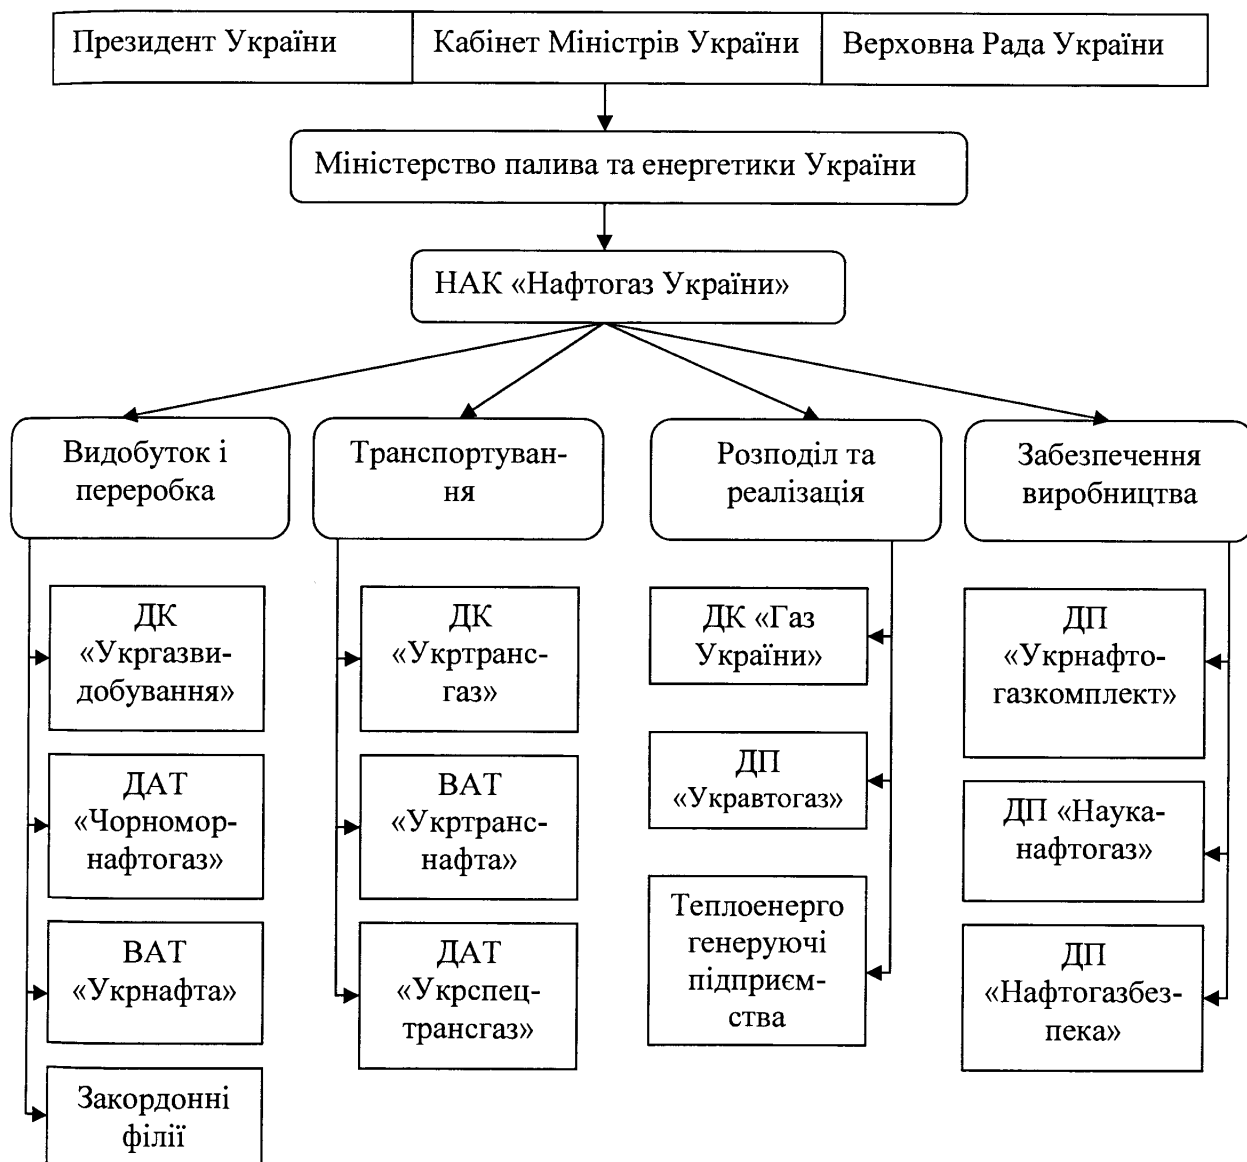 Президент України
Кабінет Міністрів України
Верховна Рада України
Міністерство палива та енергетики України
НАК «Нафтогаз України»
Видобуток і
переробка
Транспортуван-
ня
Розподіл та
реалізація
Забезпечення
виробництва
ДК
«Укргазви-
добування»
ДАТ
«Чорномор-
нафтогаз»
ВАТ
«Укрнафта»
Закордонні
філії
ДК
«Укртранс-
газ»
ВАТ
«Укртранс-
нафта»
ДАТ
«Укрспец-
трансгаз»
ДК «Газ
України»
ДП
«Укравтогаз»
Теплоенерго
генеруючі
підприєм-
ства
ДП
«Укрнафто-
газкомплект»
ДП «Наука-
нафтогаз»
ДП
«Нафтогазбез-
пека»